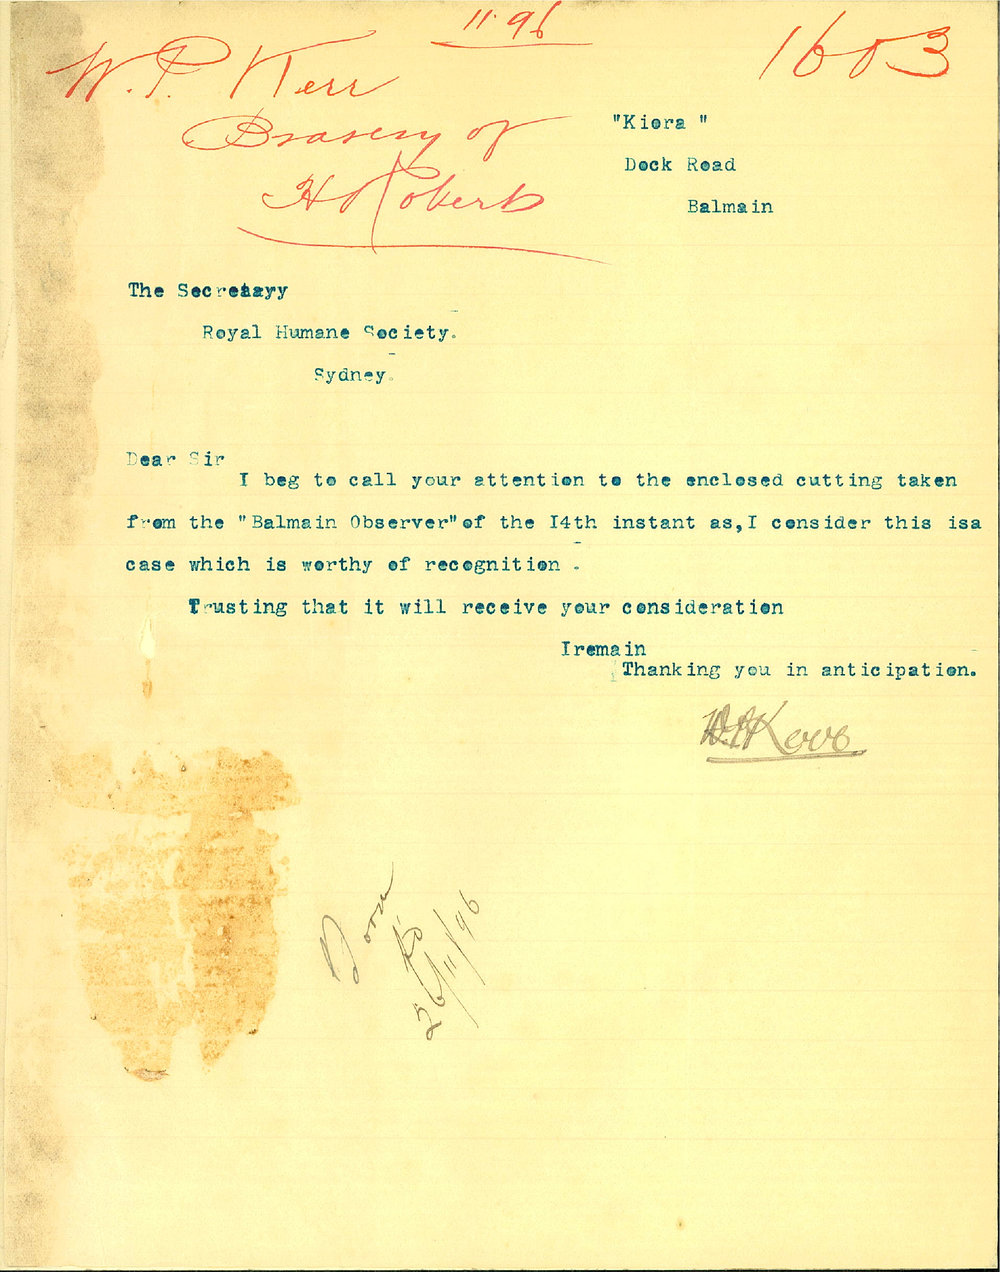 11.96
1603
W. P. Kerr
Bravery of
H Roberts
"Kiora "
Dock Road
Balmain
The Secretary
Royal Humane Society.
Sydney.
Dear Sir
I beg to call your attention to the enclosed cutting taken
from the "Balmain Observer"of the I4th instant as,I consider this isa
case which is worthy of recognition .
Trusting that it will receive your consideration
Iremain
Thanking you in anticipation.
W.P.Kerr
26/11/96